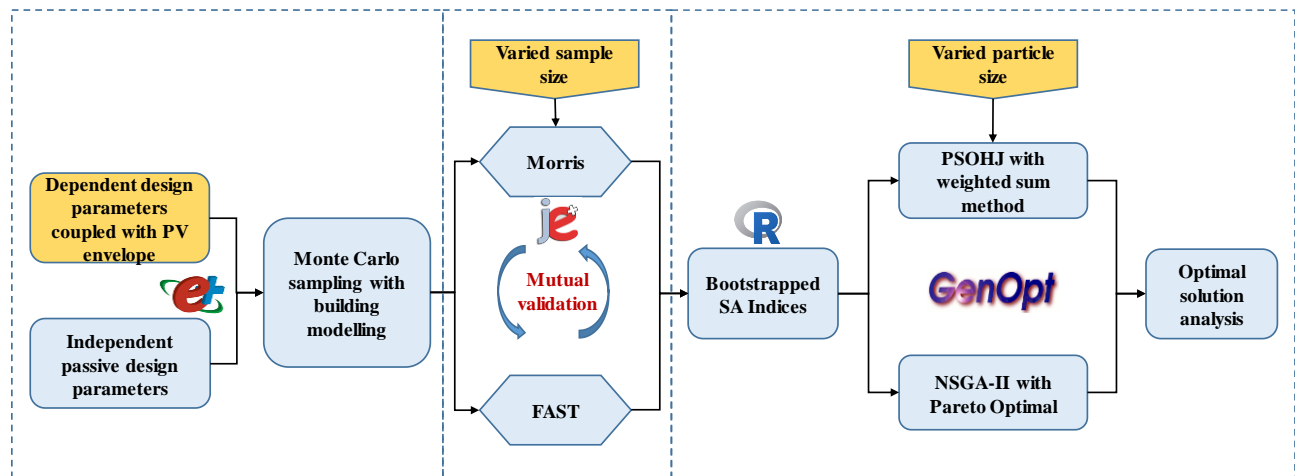 Dependent design
parameters
coupled with PV
envelope
e+
Independent
passive design
parameters
Monte Carlo
sampling with
building
modelling
Varied sample
size
Morris
je+
Mutual
validation
FAST
R
Bootstrapped
SA Indices
Varied particle
size
PSOHJ with
weighted sum
method
GenOpt
NSGA-II with
Pareto Optimal
Optimal
solution
analysis